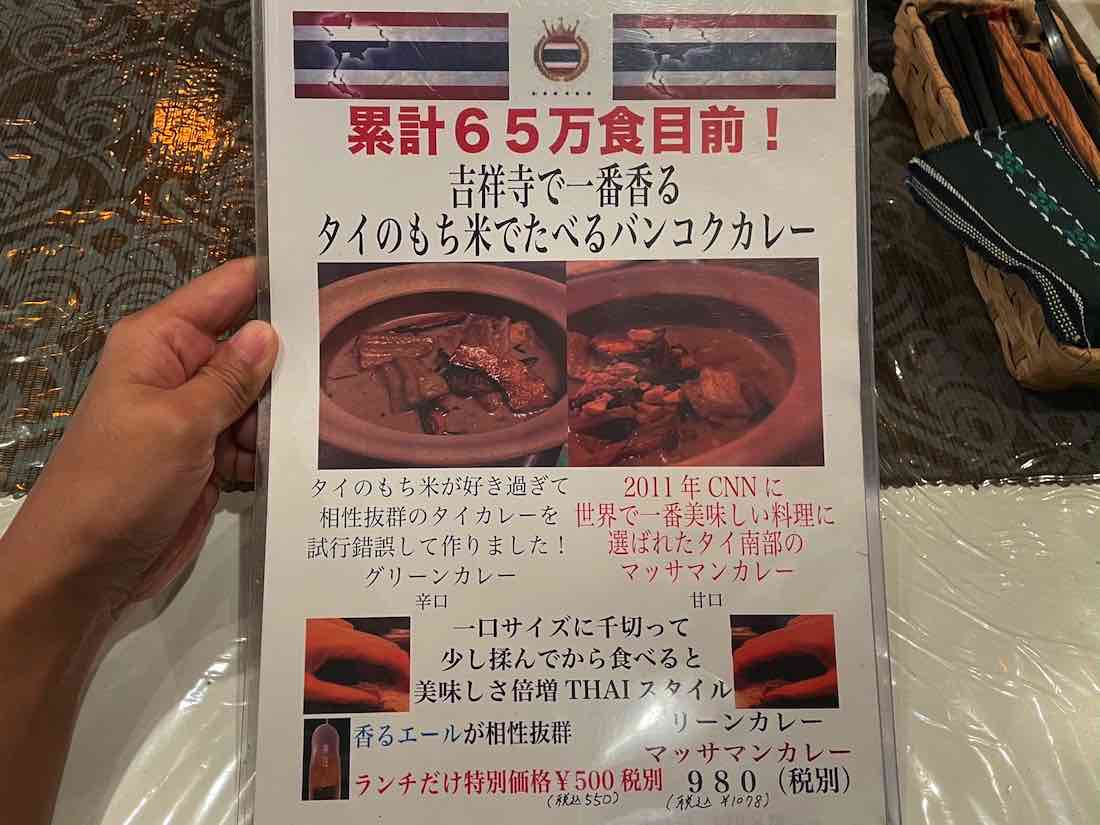 累計65万食目前！
吉祥寺で一番香る
タイのもち米でたべるバンコクカレー
タイのもち米が好き過ぎて
相性抜群のタイカレーを
試行錯誤して作りました！
グリーンカレー
辛口
2011年CNNに
世界で一番美味しい料理に
選ばれたタイ南部の
マッサマンカレー
甘口
一口サイズに千切って
少し揉んでから食べると
美味しさ倍増THAIスタイル
香るエールが相性抜群
ランチだけ特別価格¥500税別
(税込550)
リーンカレー
マッサマンカレー
980（税別）
(税込 ¥1078)